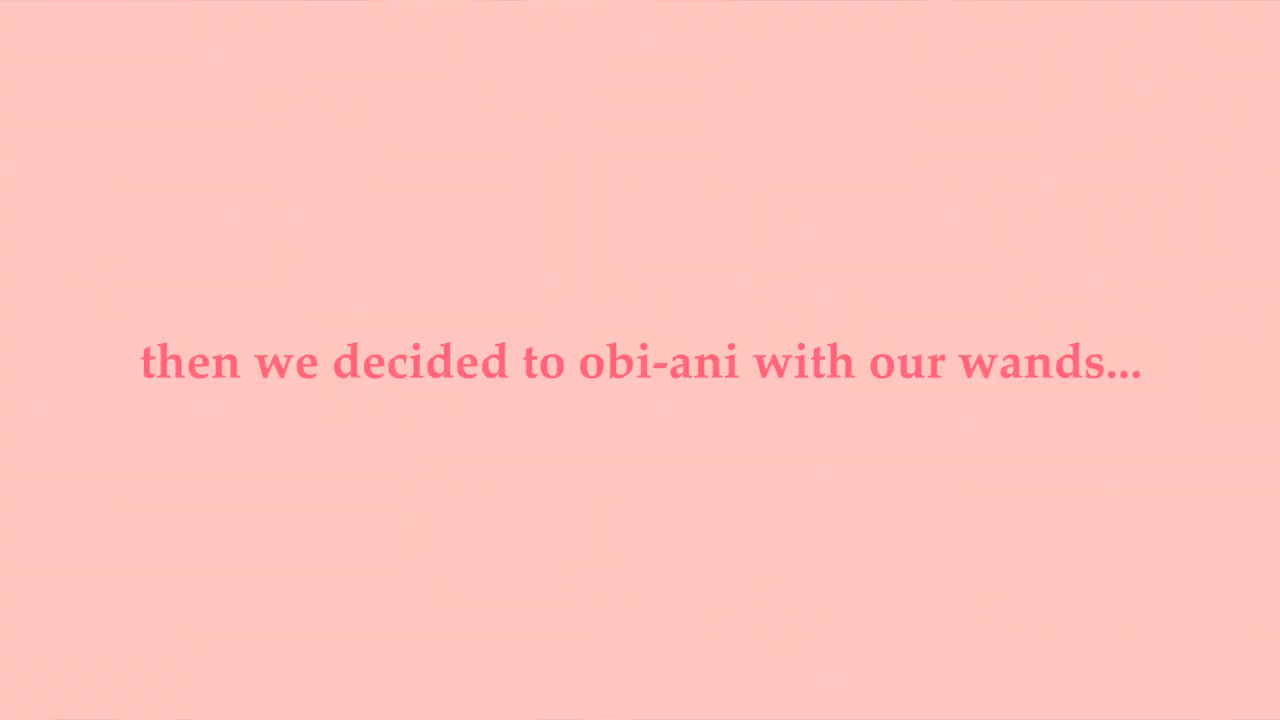 then we decided to obi-ani with our wands...